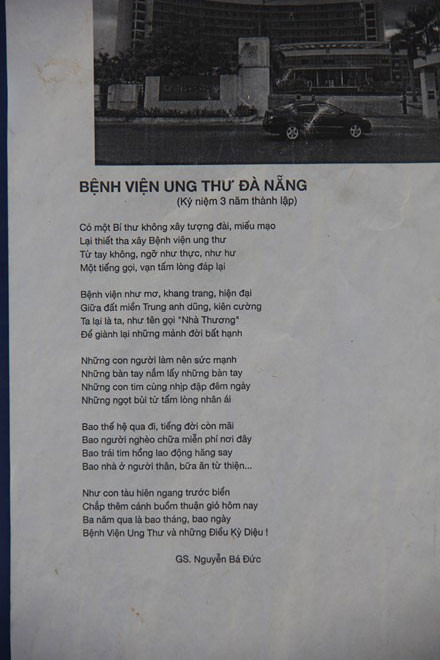 BỆNH VIỆN UNG THƯ ĐÀ NẴNG
(Kỷ niệm 3 năm thành lập)
Có một Bí thư không xây tượng đài, miếu mạo
Lại thiết tha xây Bệnh viện ung thư
Từ tay không, ngỡ như thực, như hư
Một tiếng gọi, vạn tấm lòng đáp lại
Bệnh viện như mơ, khang trang, hiện đại
Giữa đất miền Trung anh dũng, kiên cường
Ta lại là ta, như tên gọi "Nhà Thương"
Để giành lại những mảnh đời bất hạnh
Những con người làm nên sức mạnh
Những bàn tay nắm lấy những bàn tay
Những con tim cùng nhịp đập đêm ngày
Những ngọt bùi từ tấm lòng nhân ái
Bao thế hệ qua đi, tiếng đời còn mãi
Bao người nghèo chữa miễn phí nơi đây
Bao trái tim hồng lao động hăng say
Bao nhà ở người thân, bữa ăn từ thiện...
Như con tàu hiên ngang trước biển
Chắp thêm cánh buồm thuận gió hôm nay
Ba năm qua là bao tháng, bao ngày
Bệnh Viện Ung Thư và những Điều Kỳ Diệu !
GS. Nguyễn Bá Đức